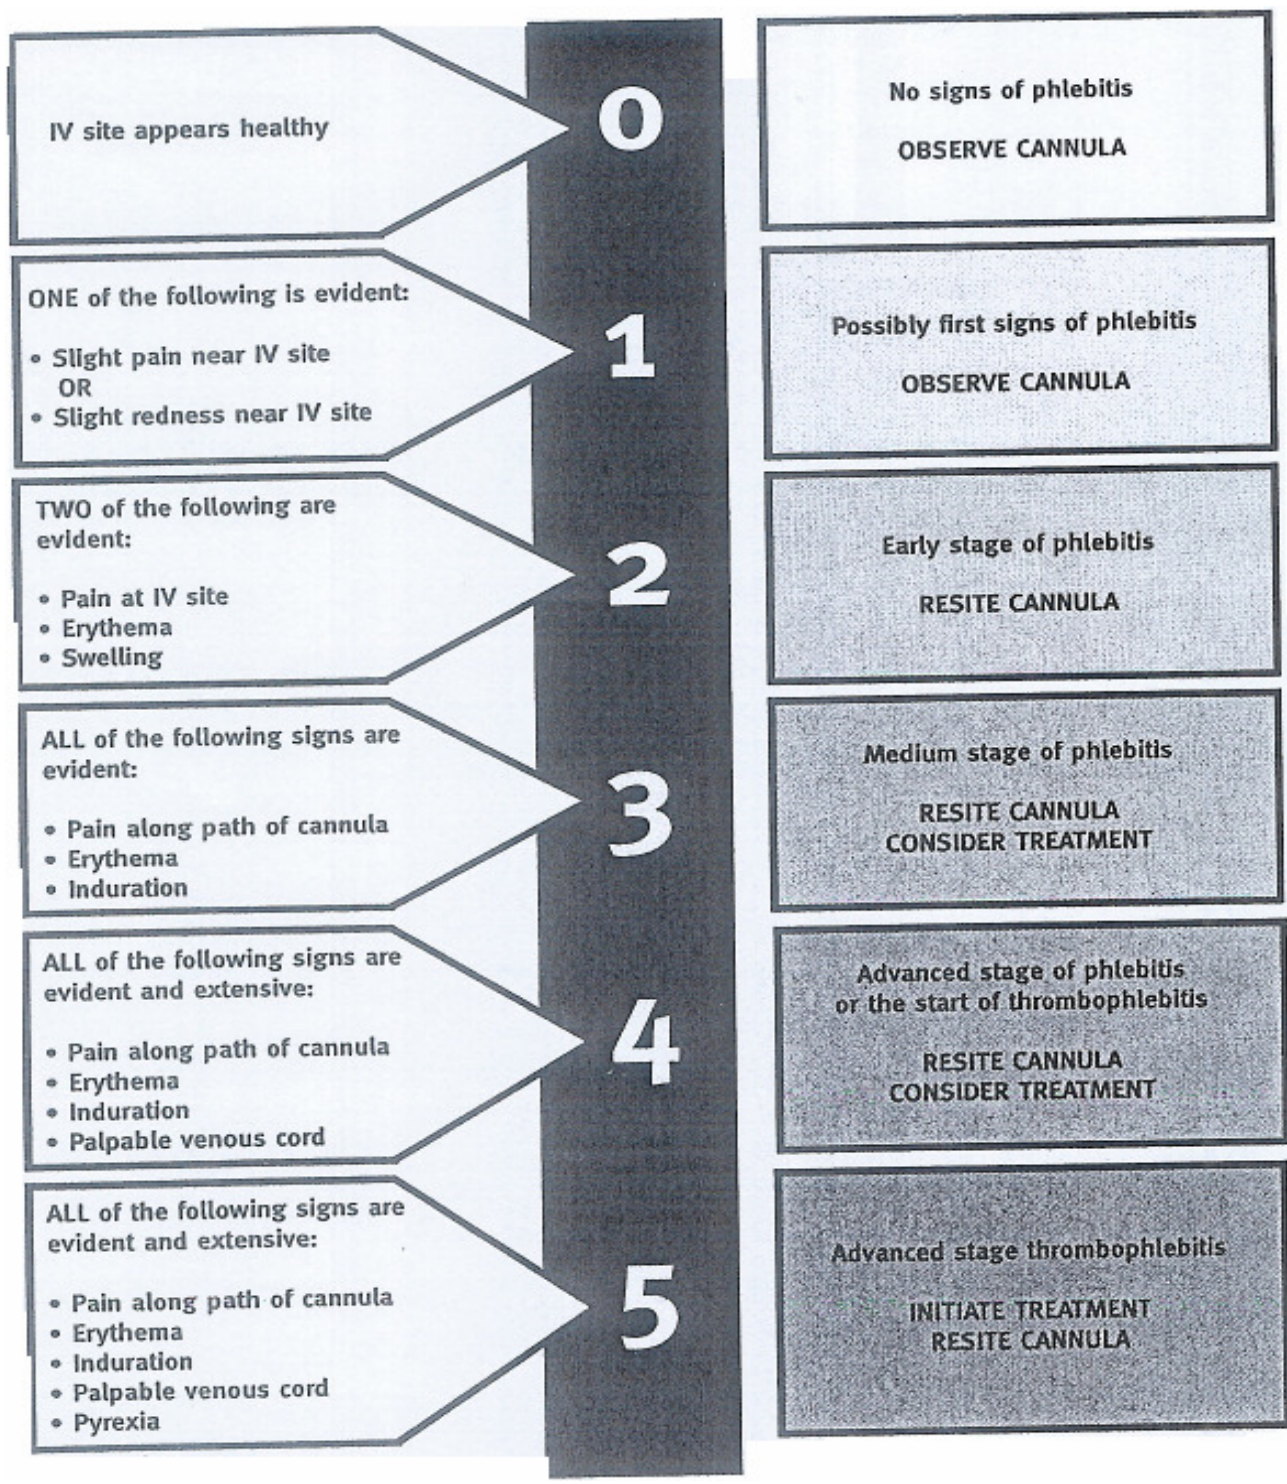 IV site appears healthy
0
No signs of phlebitis
OBSERVE CANNULA
ONE of the following is evident:
• Slight pain near IV site
OR
• Slight redness near IV site
1
Possibly first signs of phlebitis
OBSERVE CANNULA
TWO of the following are
evident:
• Pain at IV site
• Erythema
• Swelling
2
Early stage of phlebitis
RESITE CANNULA
ALL of the following signs are
evident:
• Pain along path of cannula
• Erythema
• Induration
3
Medium stage of phlebitis
RESITE CANNULA
CONSIDER TREATMENT
ALL of the following signs are
evident and extensive:
• Pain along path of cannula
• Erythema
• Induration
• Palpable venous cord
4
Advanced stage of phlebitis
or the start of thrombophlebitis
RESITE CANNULA
CONSIDER TREATMENT
ALL of the following signs are
evident and extensive:
• Pain along path of cannula
• Erythema
• Induration
• Palpable venous cord
• Pyrexia
5
Advanced stage thrombophlebitis
INITIATE TREATMENT
RESITE CANNULA